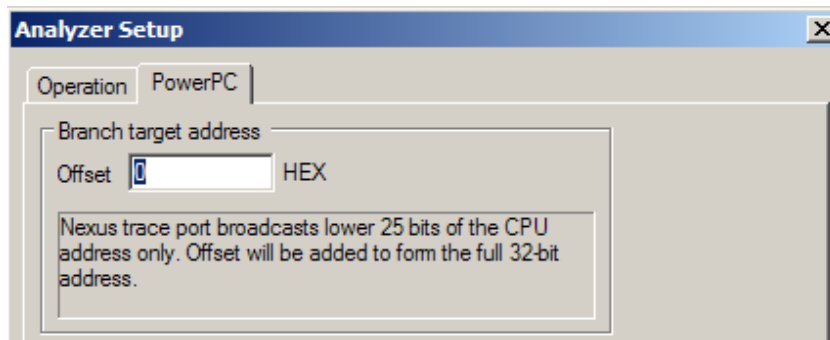 Analyzer Setup
Operation PowerPC
Branch target address
Offset 0 HEX
Nexus trace port broadcasts lower 25 bits of the CPU
address only. Offset will be added to form the full 32-bit
address.